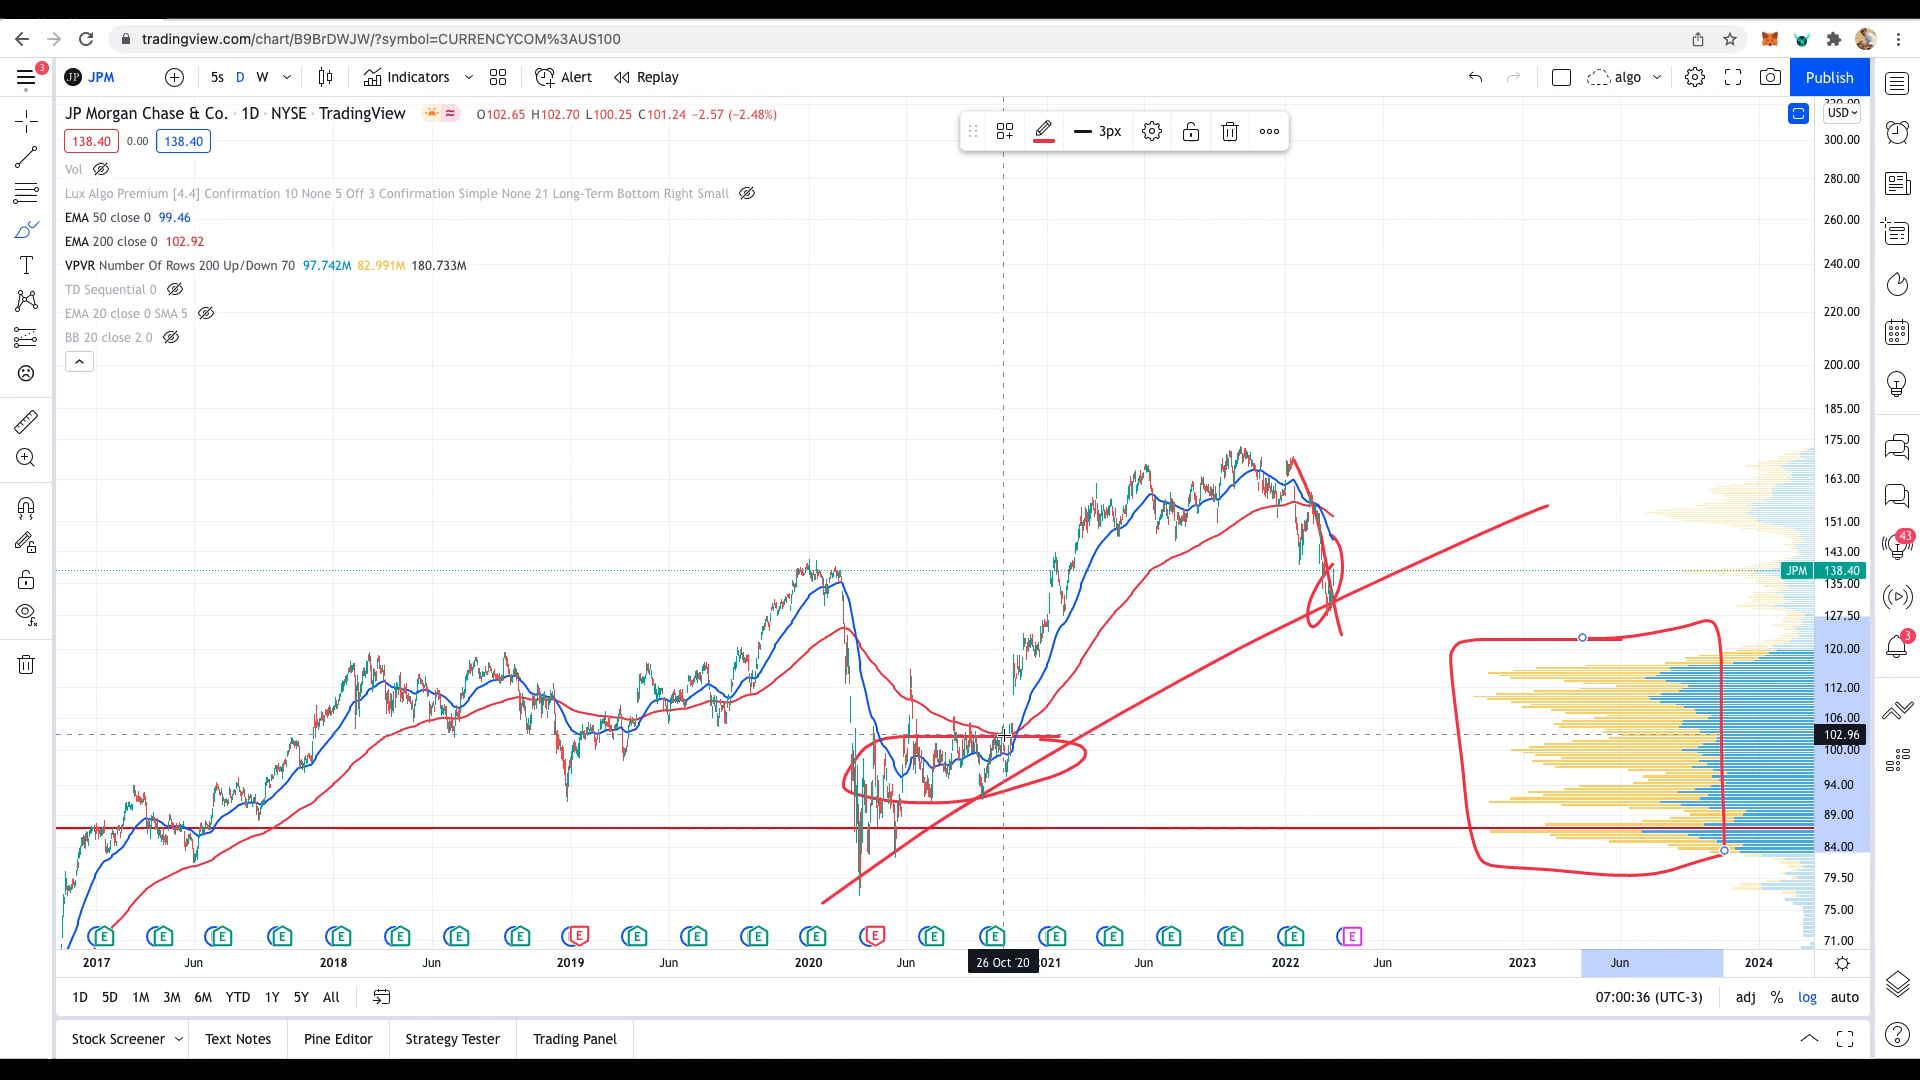 tradingview.com/chart/B9BrDWJW/?symbol=CURRENCYCOM%3AUS100
3
JP JPM 5s D W Indicators Alert Replay algo Publish
JP Morgan Chase & Co. · 1D · NYSE · TradingView O102.65 H102.70 L100.25 C101.24 −2.57 (−2.48%)
138.40 0.00 138.40
3px
USD
Vol
Lux Algo Premium [4.4] Confirmation 10 None 5 Off 3 Confirmation Simple None 21 Long-Term Bottom Right Small
EMA 50 close 0 99.46
EMA 200 close 0 102.92
VPVR Number Of Rows 200 Up/Down 70 97.742M 82.991M 180.733M
TD Sequential 0
EMA 20 close 0 SMA 5
BB 20 close 2 0
320.00
300.00
280.00
260.00
240.00
220.00
200.00
185.00
175.00
163.00
151.00
143.00
JPM 138.40
135.00
127.50
120.00
112.00
106.00
102.96
100.00
94.00
89.00
84.00
79.50
75.00
71.00
43
3
E E E E E E E E E E E E E E E E E E E E E E
2017 Jun 2018 Jun 2019 Jun 2020 Jun 26 Oct '20 2021 Jun 2022 Jun 2023 Jun 2024
1D 5D 1M 3M 6M YTD 1Y 5Y All 07:00:36 (UTC-3) adj % log auto
Stock Screener Text Notes Pine Editor Strategy Tester Trading Panel